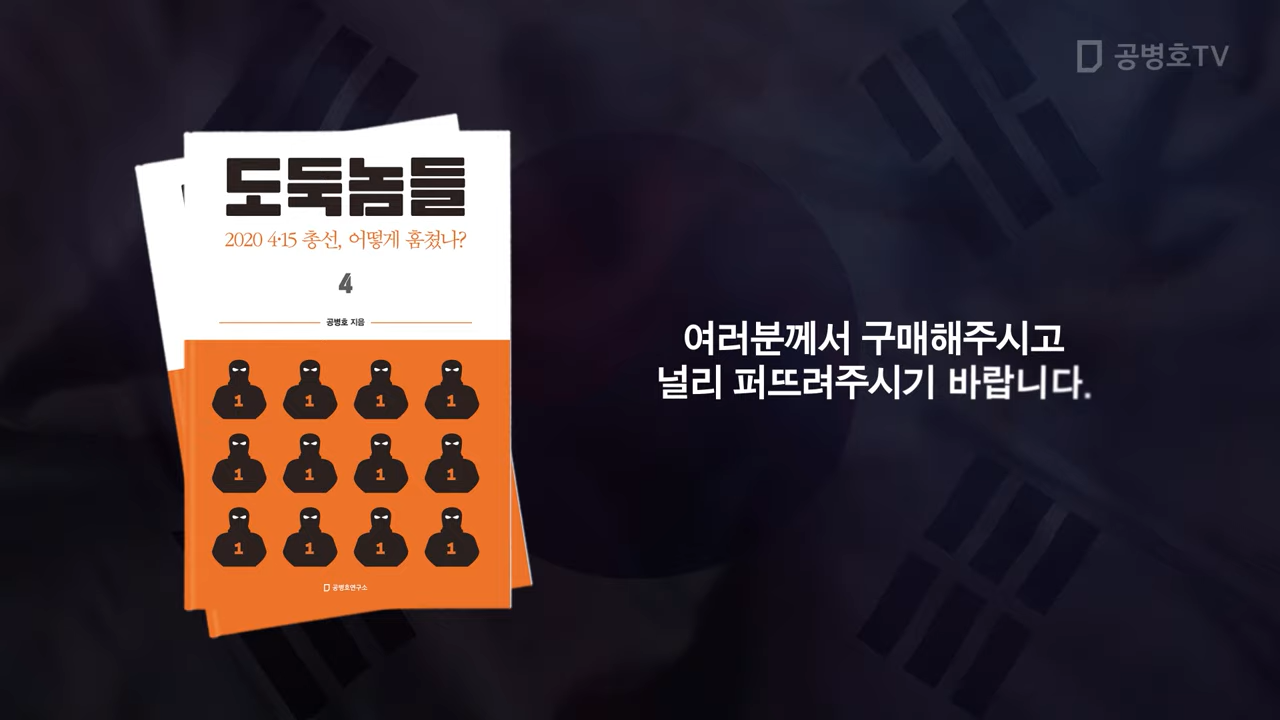 공병호TV
도둑놈들
2020 4·15 총선, 어떻게 훔쳤나?
4
공병호 지음
1 1 1 1
1 1 1 1
1 1 1 1
공병호연구소
여러분께서 구매해주시고
널리 퍼뜨려주시기 바랍니다.